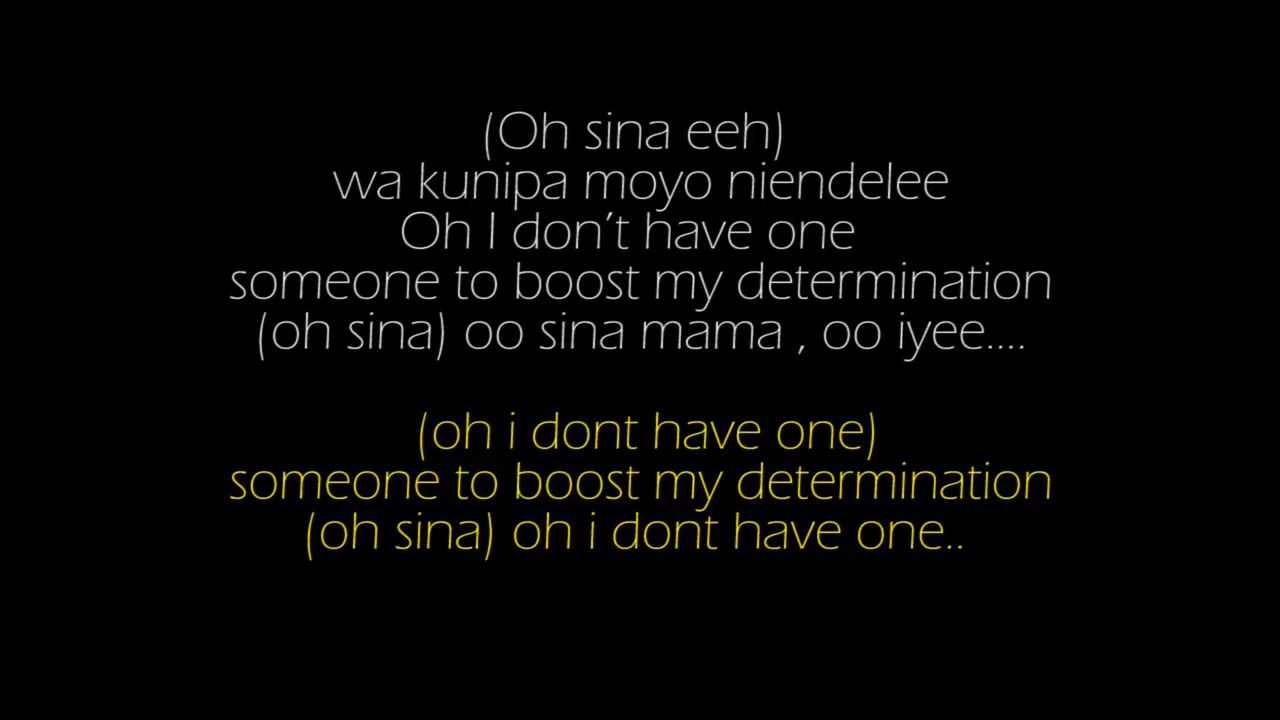 (Oh sina eeh)
wa kunipa moyo niendelee
Oh I don't have one
someone to boost my determination
(oh sina) oo sina mama , oo iyee....
(oh i dont have one)
someone to boost my determination
(oh sina) oh i dont have one..